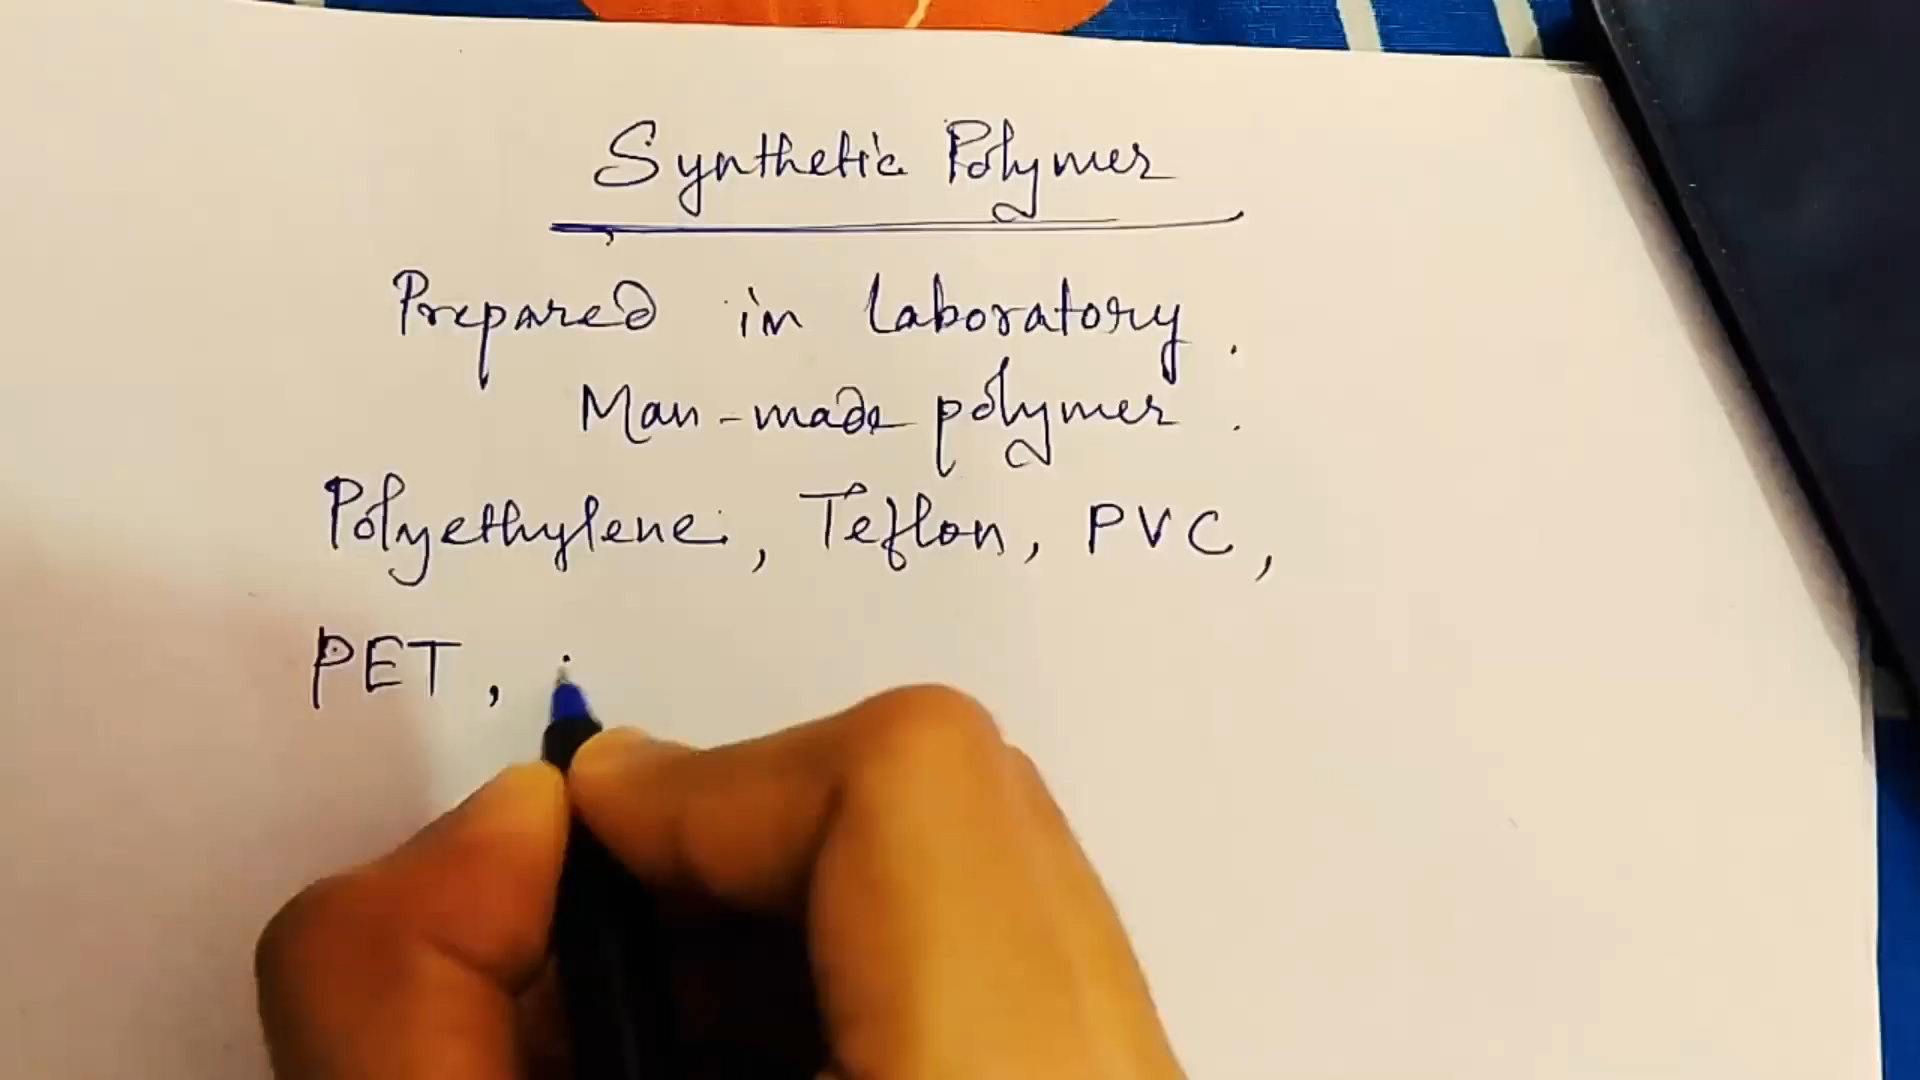 Synthetic Polymer
Prepared in Laboratory.
Man-made polymer.
Polyethylene, Teflon, PVC,
PET,